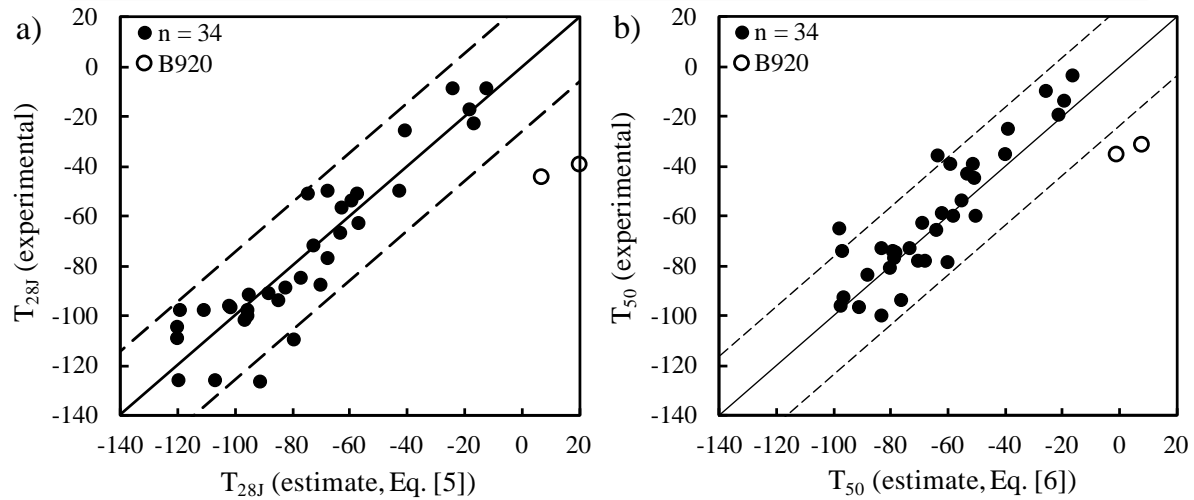 a)
n = 34
B920
20
0
-20
-40
-60
-80
-100
-120
-140
-140 -120 -100 -80 -60 -40 -20 0 20
T28J (experimental)
T28J (estimate, Eq. [5])
b)
n = 34
B920
20
0
-20
-40
-60
-80
-100
-120
-140
-140 -120 -100 -80 -60 -40 -20 0 20
T50 (experimental)
T50 (estimate, Eq. [6])